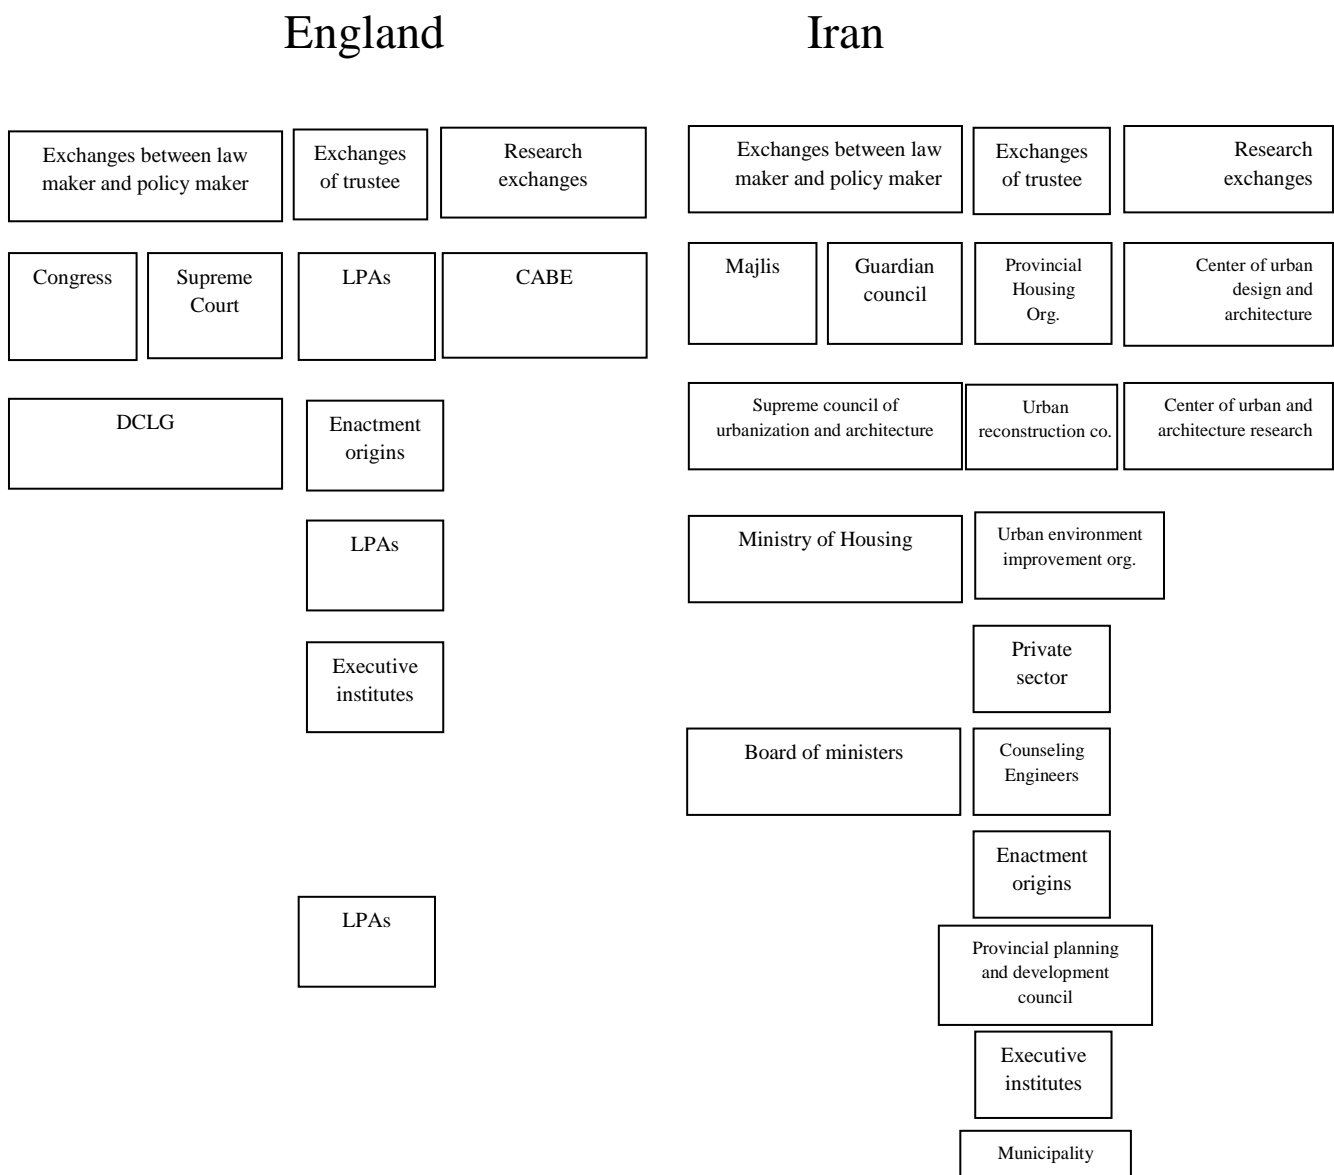 England
Iran
Exchanges between law
maker and policy maker
Exchanges
of trustee
Research
exchanges
Congress
Supreme
Court
LPAs
CABE
DCLG
Enactment
origins
LPAs
Executive
institutes
LPAs
Exchanges between law
maker and policy maker
Exchanges
of trustee
Research
exchanges
Majlis
Guardian
council
Provincial
Housing
Org.
Center of urban
design and
architecture
Supreme council of
urbanization and architecture
Urban
reconstruction co.
Center of urban and
architecture research
Ministry of Housing
Urban environment
improvement org.
Private
sector
Board of ministers
Counseling
Engineers
Enactment
origins
Provincial planning
and development
council
Executive
institutes
Municipality